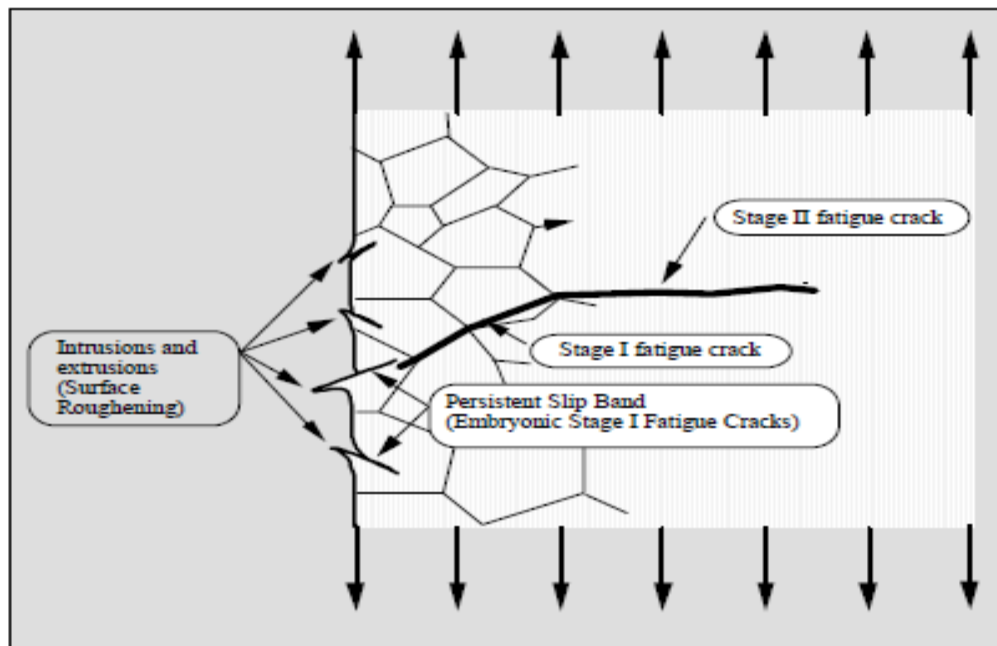 Stage II fatigue crack
Intrusions and
extrusions
(Surface
Roughening)
Stage I fatigue crack
Persistent Slip Band
(Embryonic Stage I Fatigue Cracks)